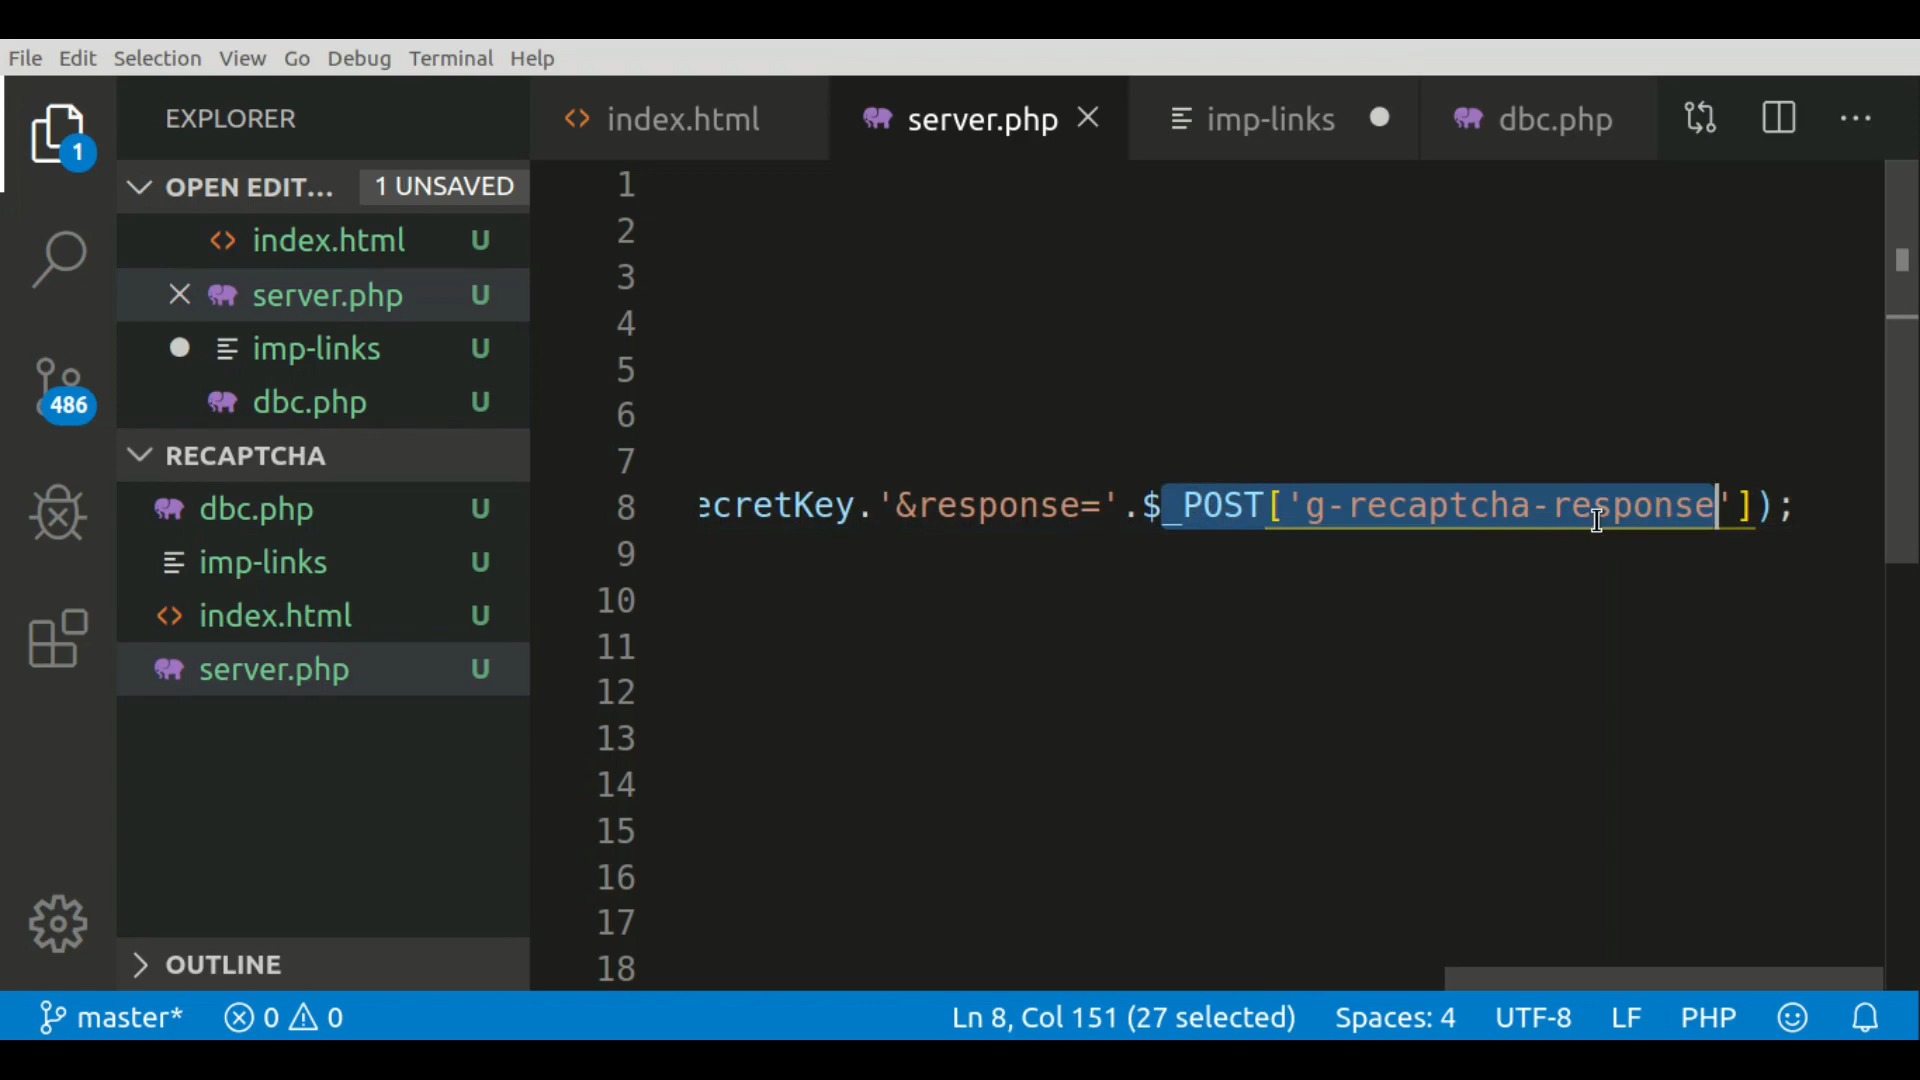 File Edit Selection View Go Debug Terminal Help
EXPLORER
index.html
server.php
imp-links
dbc.php
1
OPEN EDIT... 1 UNSAVED
index.html U
server.php U
imp-links U
dbc.php U
486
RECAPTCHA
dbc.php U
imp-links U
index.html U
server.php U
OUTLINE
1
2
3
4
5
6
7
8 ecretKey.'&response='.$_POST['g-recaptcha-response']);
9
10
11
12
13
14
15
16
17
18
master* 0 0 Ln 8, Col 151 (27 selected) Spaces: 4 UTF-8 LF PHP